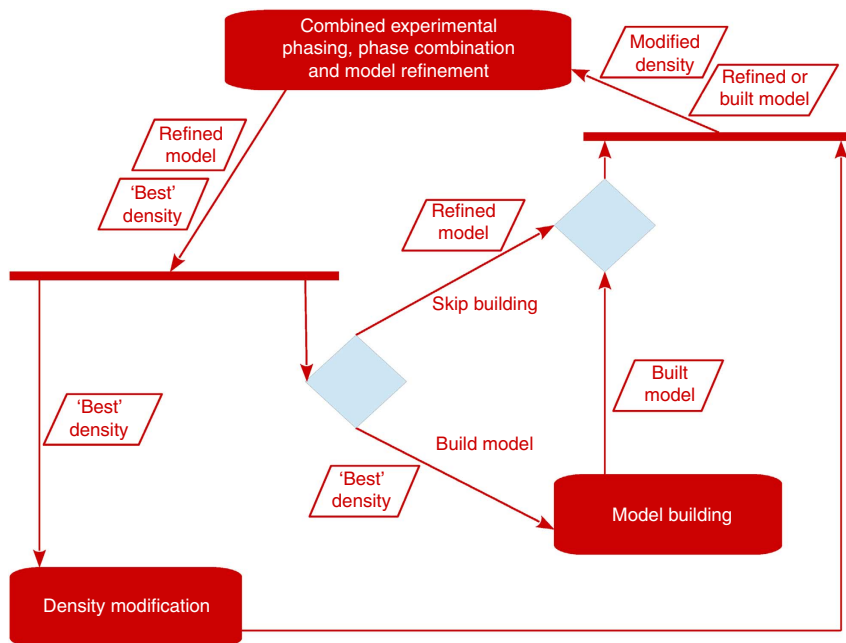 Combined experimental
phasing, phase combination
and model refinement
Modified
density
Refined or
built model
Refined
model
‘Best’
density
Refined
model
Skip building
‘Best’
density
Built
model
Build model
‘Best’
density
Model building
Density modification